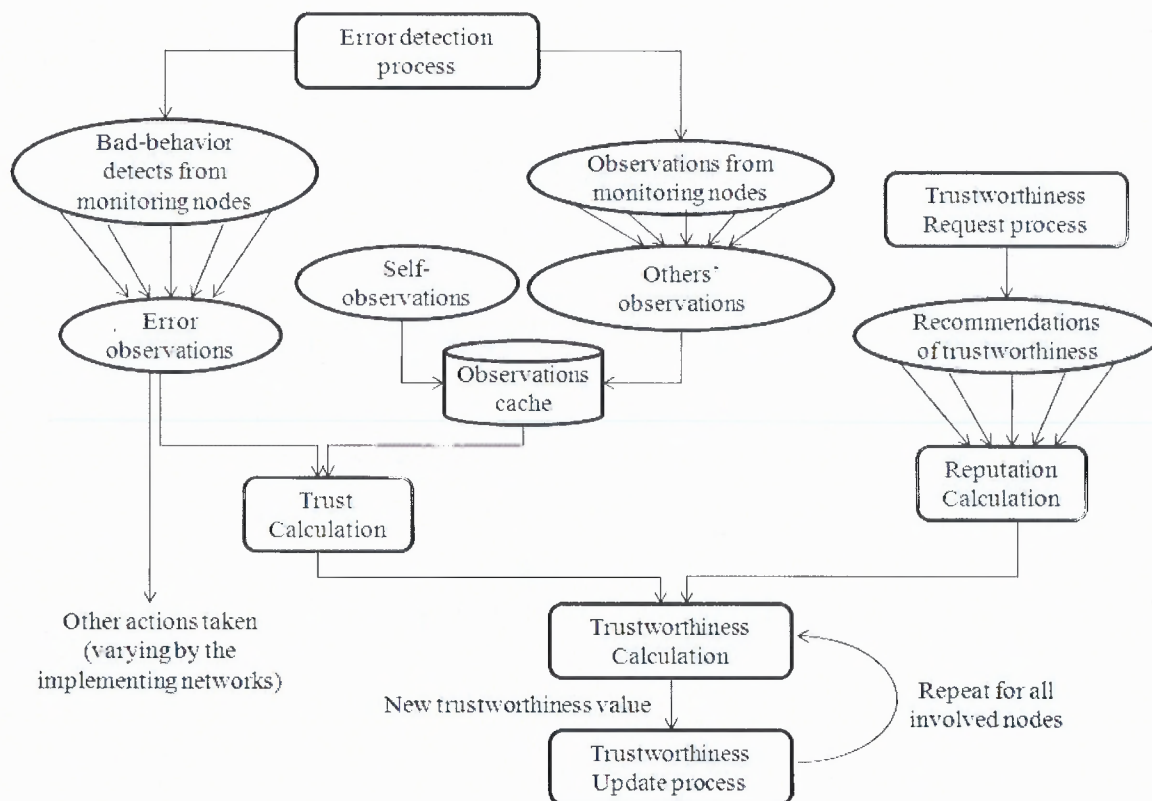 Error detection
process
Bad-behavior
detects from
monitoring nodes
Observations from
monitoring nodes
Trustworthiness
Request process
Self-
observations
Others'
observations
Error
observations
Recommendations
of trustworthiness
Observations
cache
Trust
Calculation
Reputation
Calculation
Other actions taken
(varying by the
implementing networks)
Trustworthiness
Calculation
New trustworthiness value
Repeat for all
involved nodes
Trustworthiness
Update process